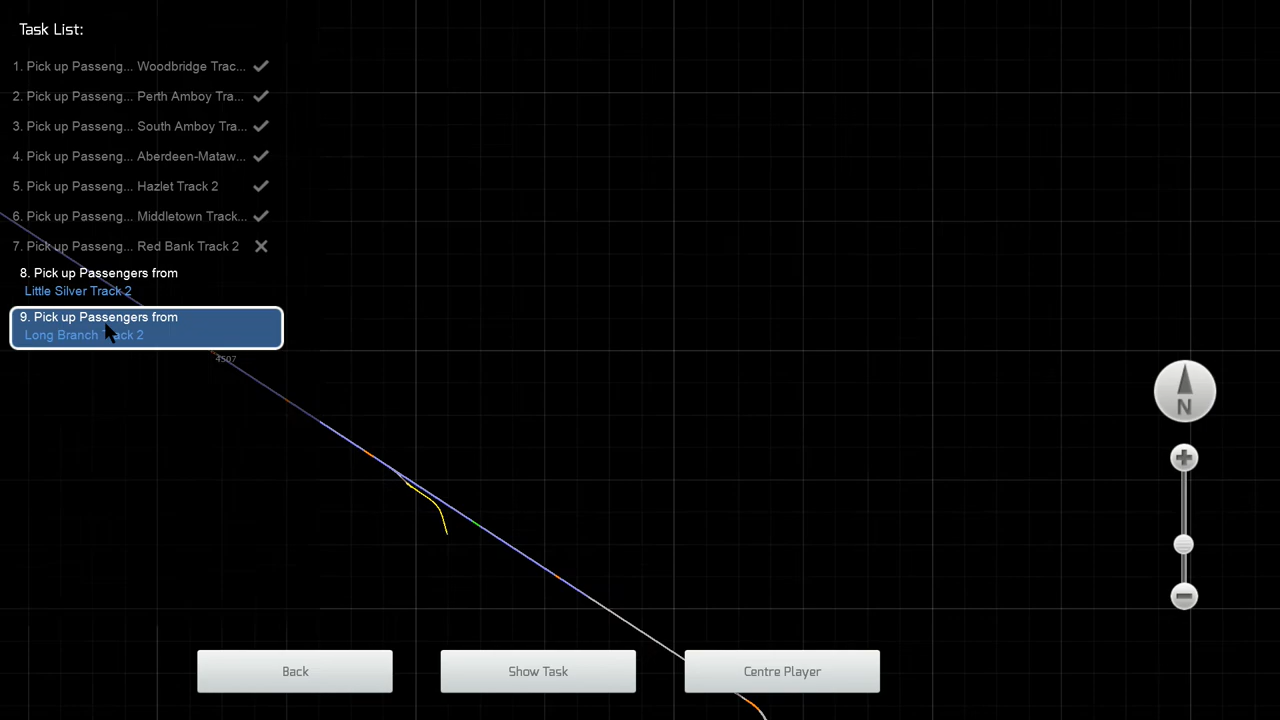 Task List:
1. Pick up Passeng... Woodbridge Trac...
2. Pick up Passeng... Perth Amboy Tra...
3. Pick up Passeng... South Amboy Tra...
4. Pick up Passeng... Aberdeen-Mataw...
5. Pick up Passeng... Hazlet Track 2
6. Pick up Passeng... Middletown Track...
7. Pick up Passeng... Red Bank Track 2
8. Pick up Passengers from
Little Silver Track 2
9. Pick up Passengers from
Long Branch Track 2
4507
N
Back
Show Task
Centre Player